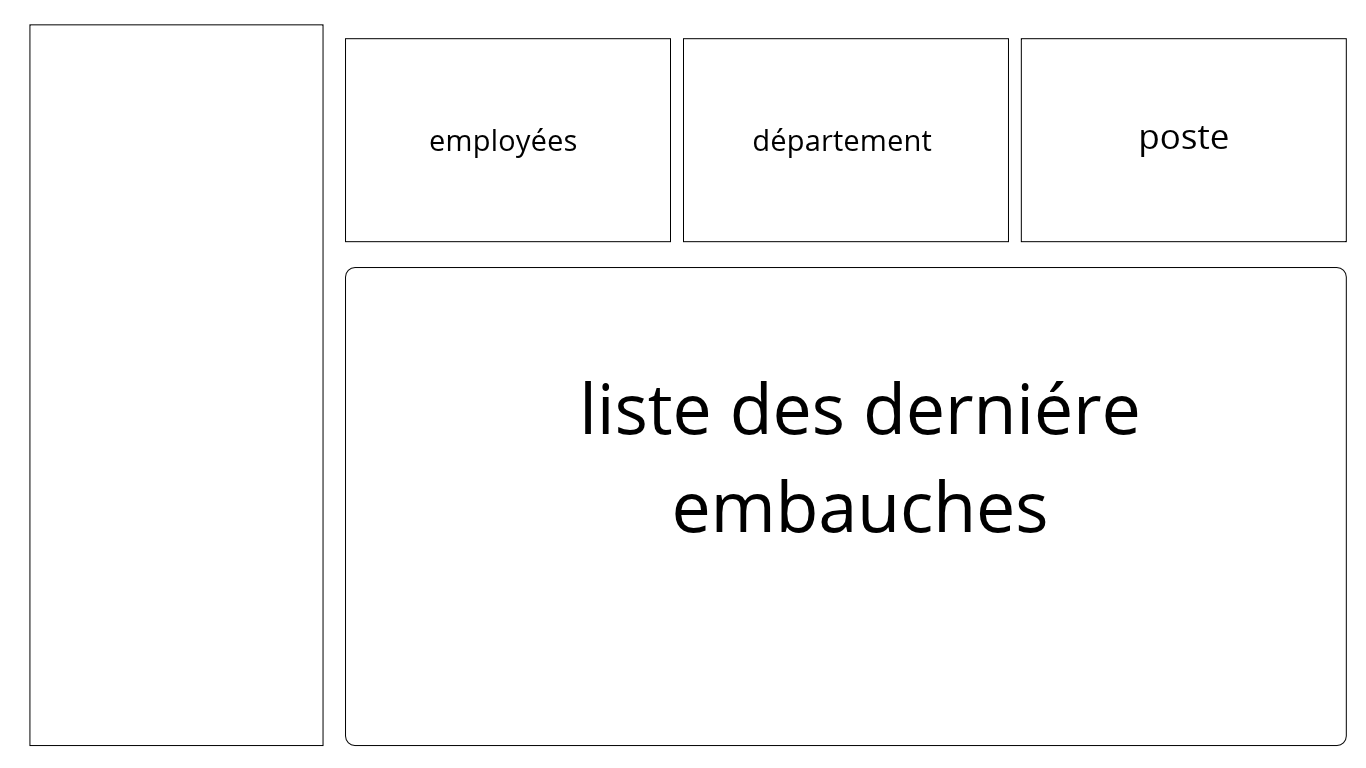 employées
département
poste
liste des derniére
embauches